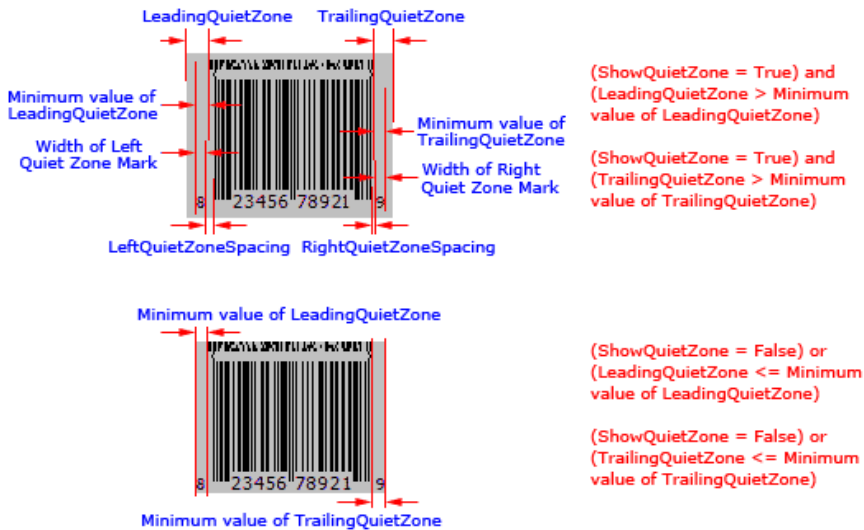 LeadingQuietZone TrailingQuietZone
Minimum value of
LeadingQuietZone
Width of Left
Quiet Zone Mark
Minimum value of
TrailingQuietZone
Width of Right
Quiet Zone Mark
8 23456 78921 9
LeftQuietZoneSpacing RightQuietZoneSpacing
(ShowQuietZone = True) and
(LeadingQuietZone > Minimum
value of LeadingQuietZone)
(ShowQuietZone = True) and
(TrailingQuietZone > Minimum
value of TrailingQuietZone)
Minimum value of LeadingQuietZone
8 23456 78921 9
Minimum value of TrailingQuietZone
(ShowQuietZone = False) or
(LeadingQuietZone <= Minimum
value of LeadingQuietZone)
(ShowQuietZone = False) or
(TrailingQuietZone <= Minimum
value of TrailingQuietZone)